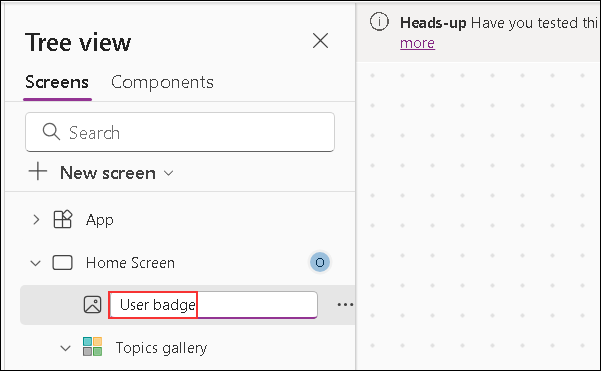 Tree view
Heads-up Have you tested thi
more
Screens Components
Search
New screen
App
Home Screen O
User badge
Topics gallery